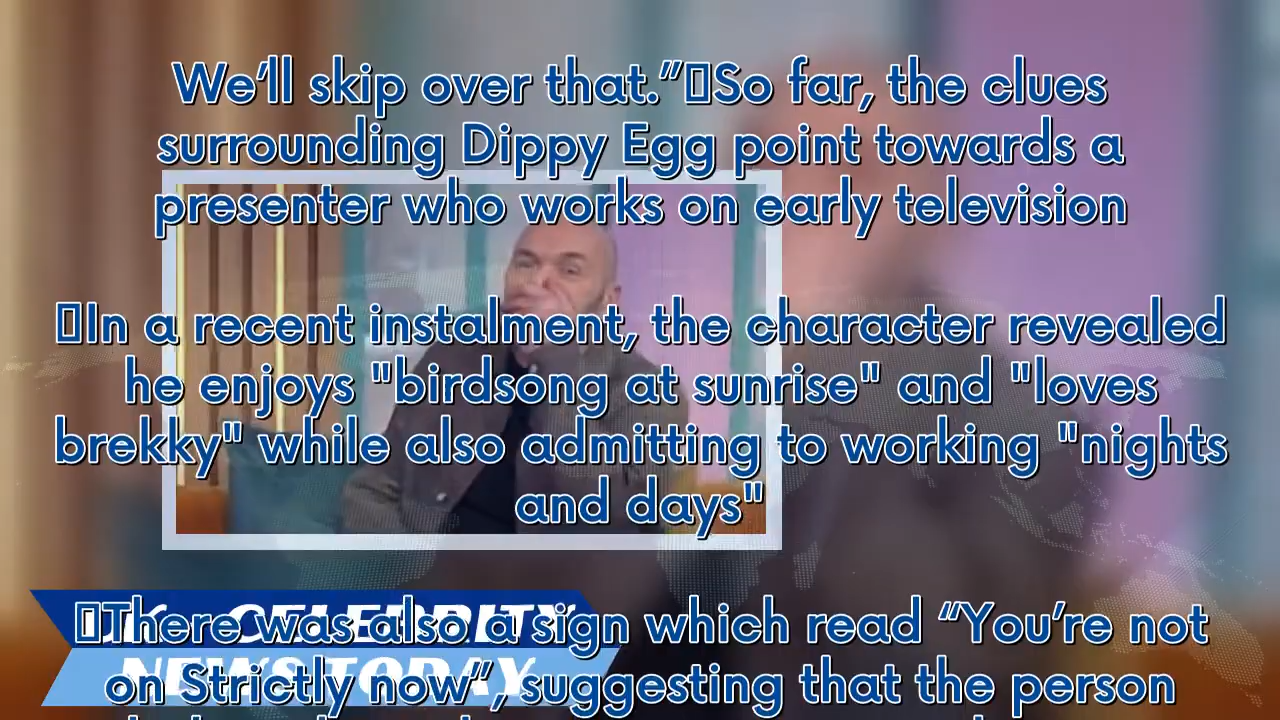 We’ll skip over that.”▯So far, the clues
surrounding Dippy Egg point towards a
presenter who works on early television
▯In a recent instalment, the character revealed
he enjoys "birdsong at sunrise" and "loves
brekky" while also admitting to working "nights
and days"
▯There was also a sign which read “You’re not
on Strictly now”, suggesting that the person
CELEBRITY
NEWS TODAY